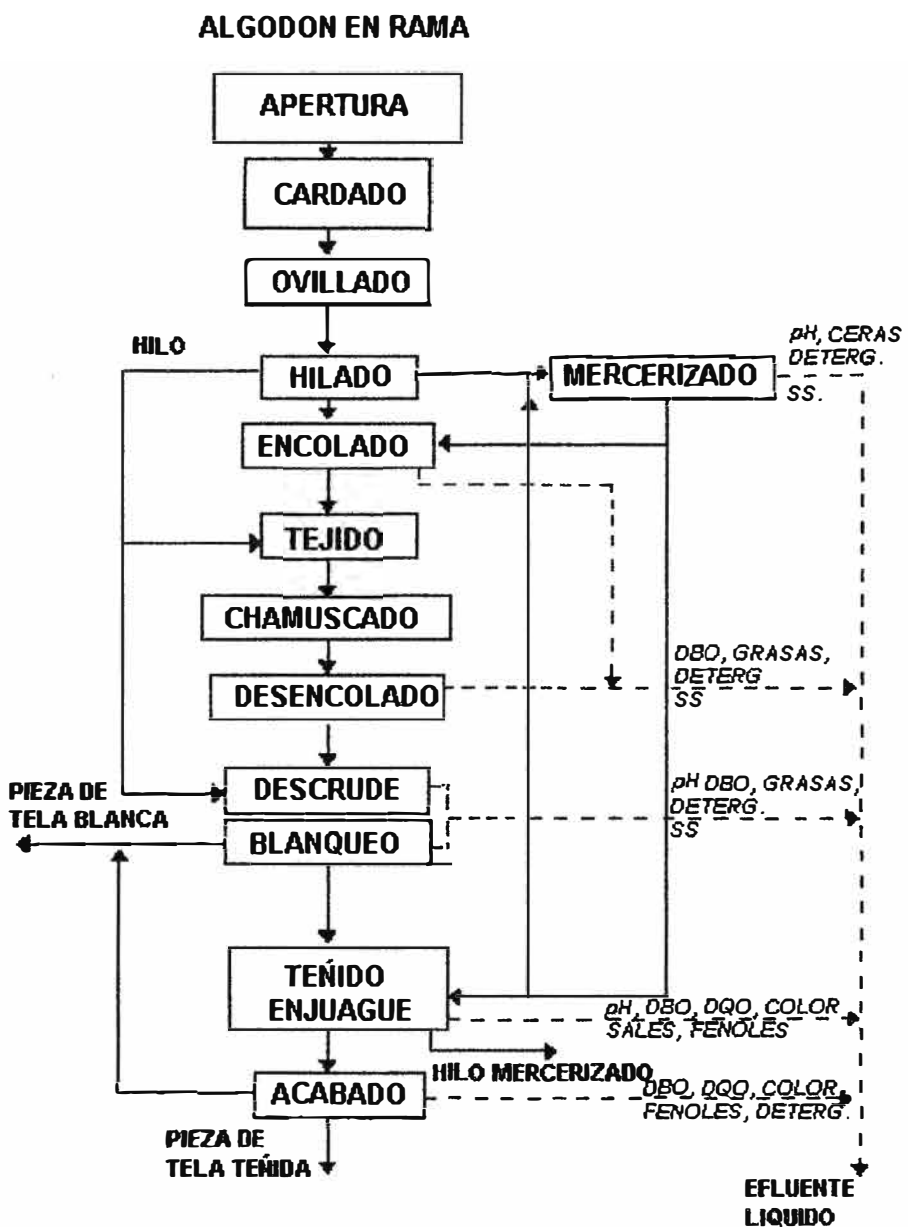 ALGODON EN RAMA
APERTURA
CARDADO
OVILLADO
HILO
HILADO
MERCERIZADO
pH, CERAS
DETERG.
SS.
ENCOLADO
TEJIDO
CHAMUSCADO
DESENCOLADO
DBO, GRASAS,
DETERG
SS
DESCRUDE
PIEZA DE
TELA BLANCA
BLANQUEO
pH DBO, GRASAS,
DETERG.
SS
TEÑIDO
ENJUAGUE
pH, DBO, DQO, COLOR
SALES, FENOLES
HILO MERCERIZADO
ACABADO
DBO, DQO, COLOR
FENOLES, DETERG.
PIEZA DE
TELA TEÑIDA
EFLUENTE
LIQUIDO